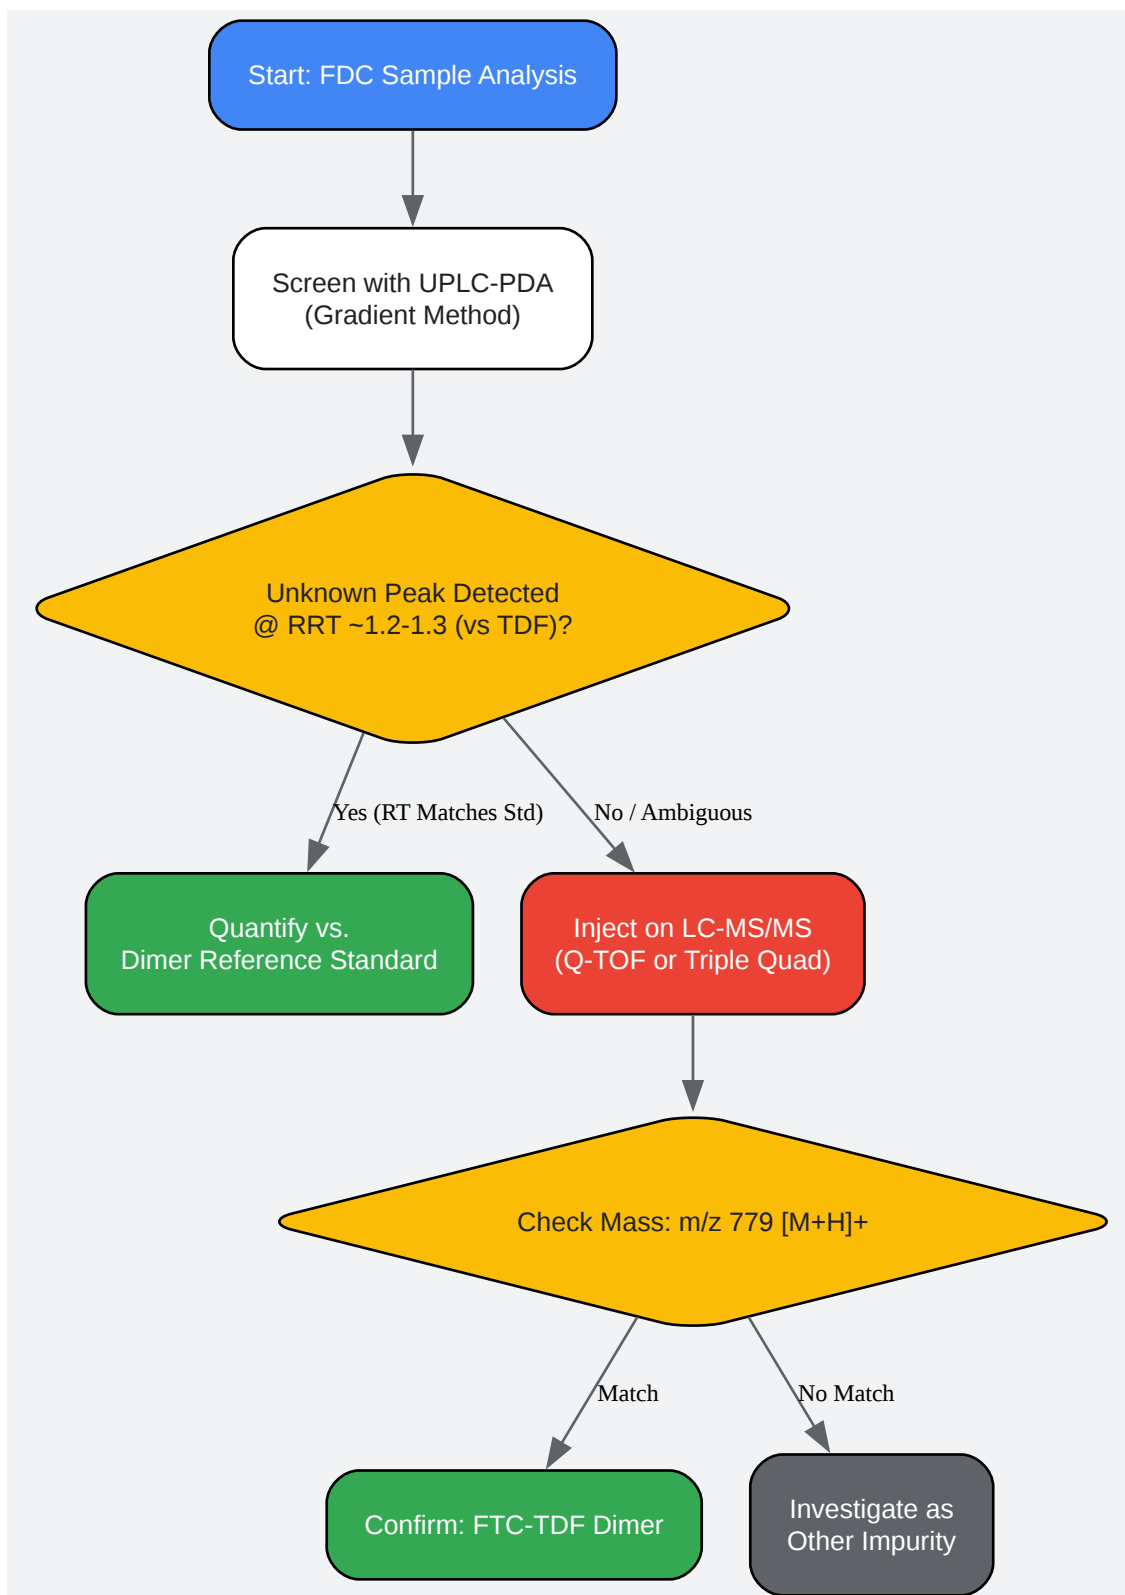 Start: FDC Sample Analysis
Screen with UPLC-PDA
(Gradient Method)
Unknown Peak Detected
@ RRT ~1.2-1.3 (vs TDF)?
Yes (RT Matches Std)
No / Ambiguous
Quantify vs.
Dimer Reference Standard
Inject on LC-MS/MS
(Q-TOF or Triple Quad)
Check Mass: m/z 779 [M+H]+
Match
No Match
Confirm: FTC-TDF Dimer
Investigate as
Other Impurity